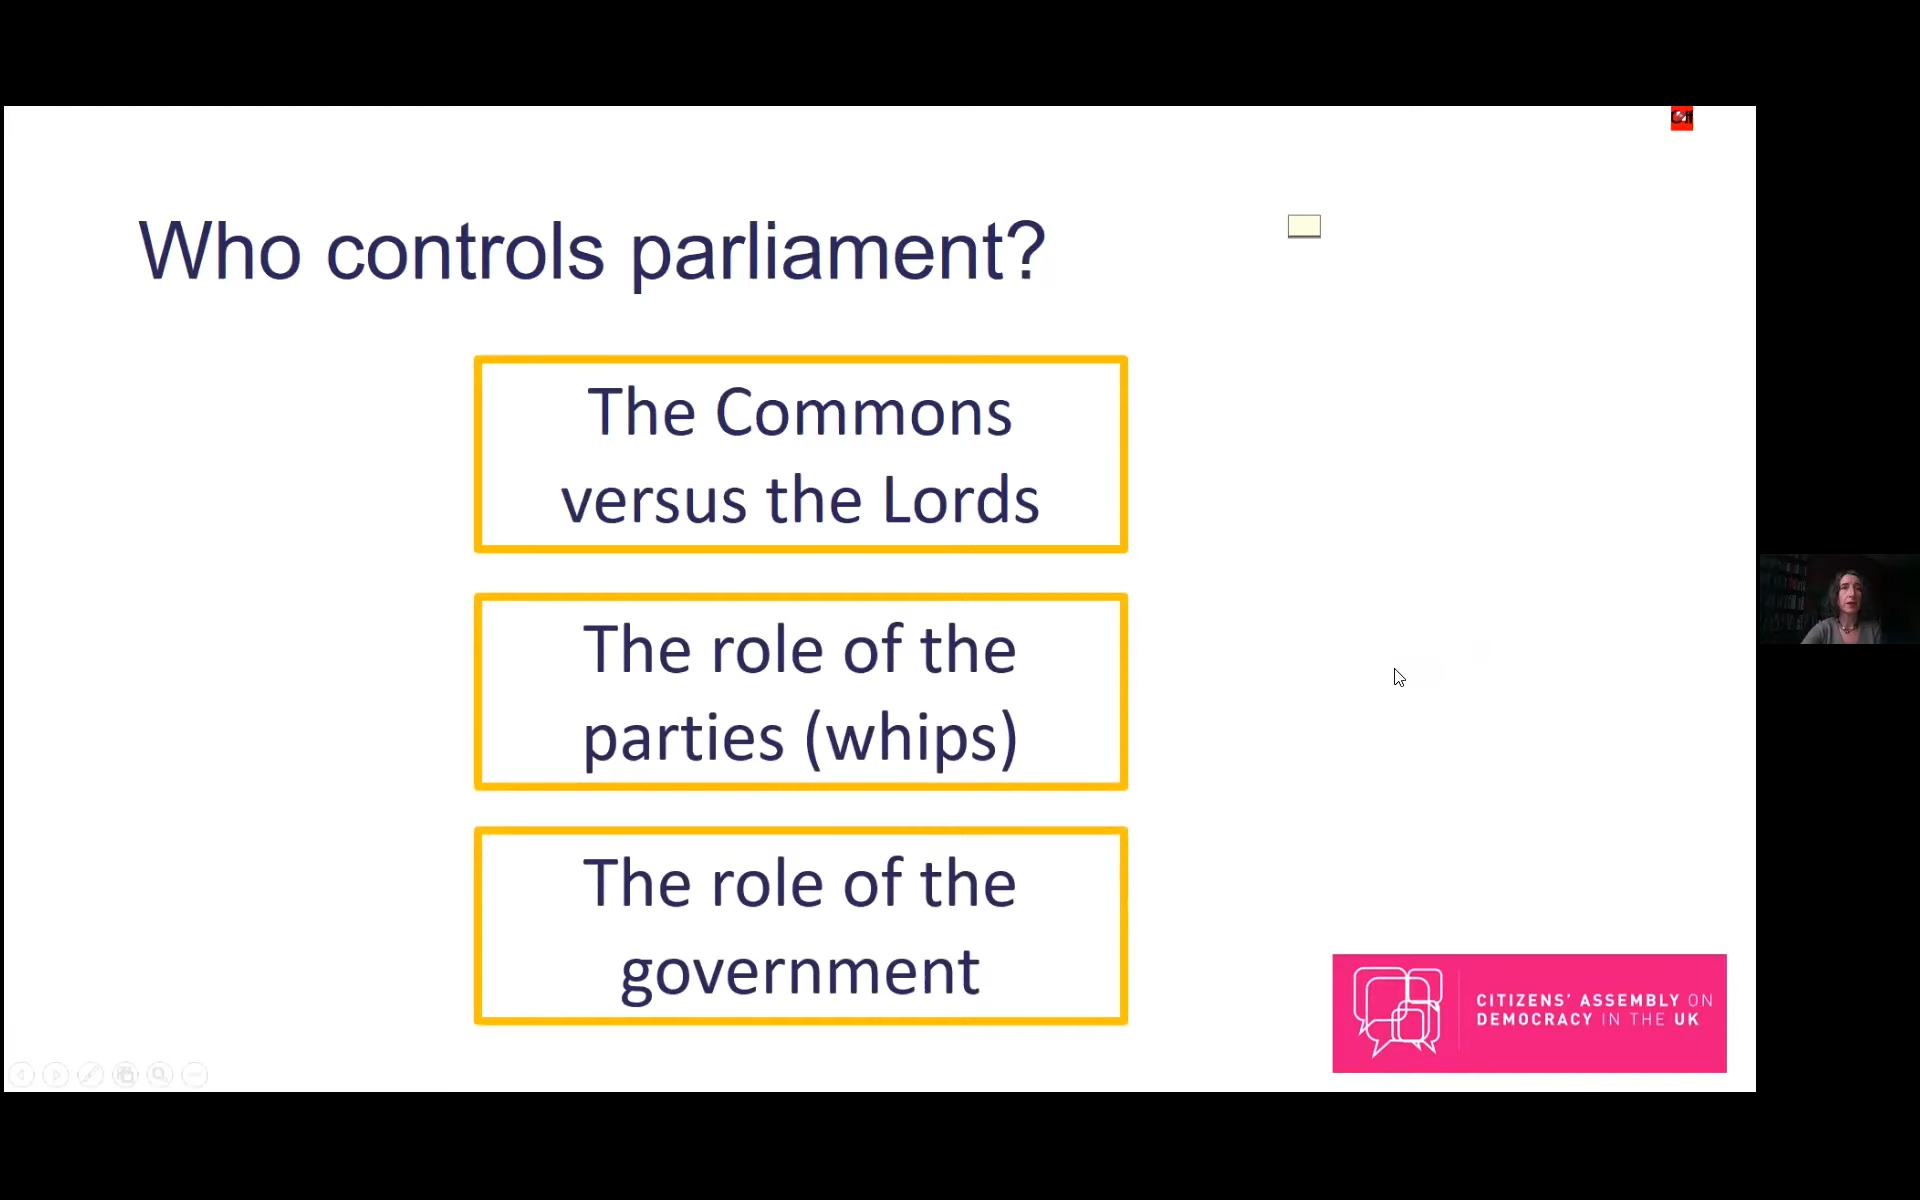 Who controls parliament?
The Commons
versus the Lords
The role of the
parties (whips)
The role of the
government
CITIZENS' ASSEMBLY ON
DEMOCRACY IN THE UK